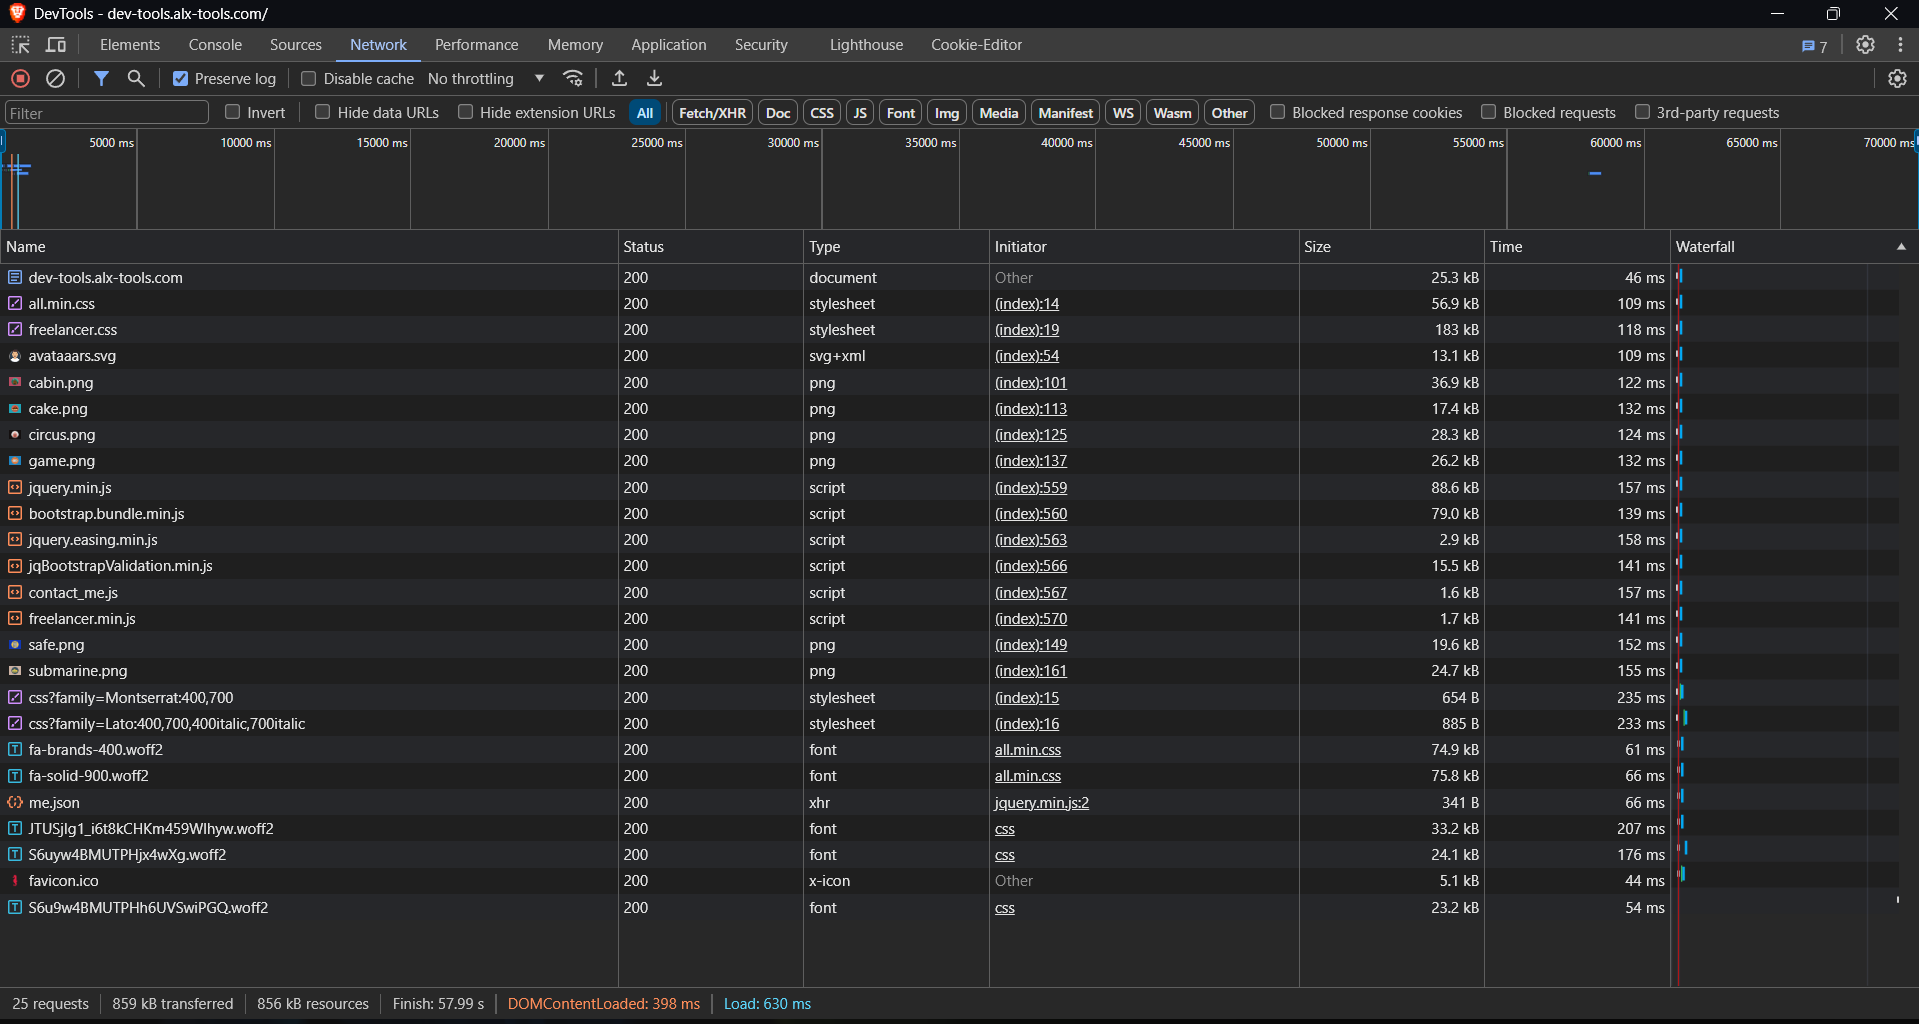 DevTools - dev-tools.alx-tools.com/
Elements Console Sources Network Performance Memory Application Security Lighthouse Cookie-Editor 7
Preserve log Disable cache No throttling
Filter Invert Hide data URLs Hide extension URLs All Fetch/XHR Doc CSS JS Font Img Media Manifest WS Wasm Other Blocked response cookies Blocked requests 3rd-party requests
5000 ms 10000 ms 15000 ms 20000 ms 25000 ms 30000 ms 35000 ms 40000 ms 45000 ms 50000 ms 55000 ms 60000 ms 65000 ms 70000 ms
Name Status Type Initiator Size Time Waterfall
dev-tools.alx-tools.com 200 document Other 25.3 kB 46 ms
all.min.css 200 stylesheet (index):14 56.9 kB 109 ms
freelancer.css 200 stylesheet (index):19 183 kB 118 ms
avataaars.svg 200 svg+xml (index):54 13.1 kB 109 ms
cabin.png 200 png (index):101 36.9 kB 122 ms
cake.png 200 png (index):113 17.4 kB 132 ms
circus.png 200 png (index):125 28.3 kB 124 ms
game.png 200 png (index):137 26.2 kB 132 ms
jquery.min.js 200 script (index):559 88.6 kB 157 ms
bootstrap.bundle.min.js 200 script (index):560 79.0 kB 139 ms
jquery.easing.min.js 200 script (index):563 2.9 kB 158 ms
jqBootstrapValidation.min.js 200 script (index):566 15.5 kB 141 ms
contact_me.js 200 script (index):567 1.6 kB 157 ms
freelancer.min.js 200 script (index):570 1.7 kB 141 ms
safe.png 200 png (index):149 19.6 kB 152 ms
submarine.png 200 png (index):161 24.7 kB 155 ms
css?family=Montserrat:400,700 200 stylesheet (index):15 654 B 235 ms
css?family=Lato:400,700,400italic,700italic 200 stylesheet (index):16 885 B 233 ms
fa-brands-400.woff2 200 font all.min.css 74.9 kB 61 ms
fa-solid-900.woff2 200 font all.min.css 75.8 kB 66 ms
me.json 200 xhr jquery.min.js:2 341 B 66 ms
JTUSjIg1_i6t8kCHKm459Wlhyw.woff2 200 font css 33.2 kB 207 ms
S6uyw4BMUTPHjx4wXg.woff2 200 font css 24.1 kB 176 ms
favicon.ico 200 x-icon Other 5.1 kB 44 ms
S6u9w4BMUTPHh6UVSwiPGQ.woff2 200 font css 23.2 kB 54 ms
25 requests 859 kB transferred 856 kB resources Finish: 57.99 s DOMContentLoaded: 398 ms Load: 630 ms